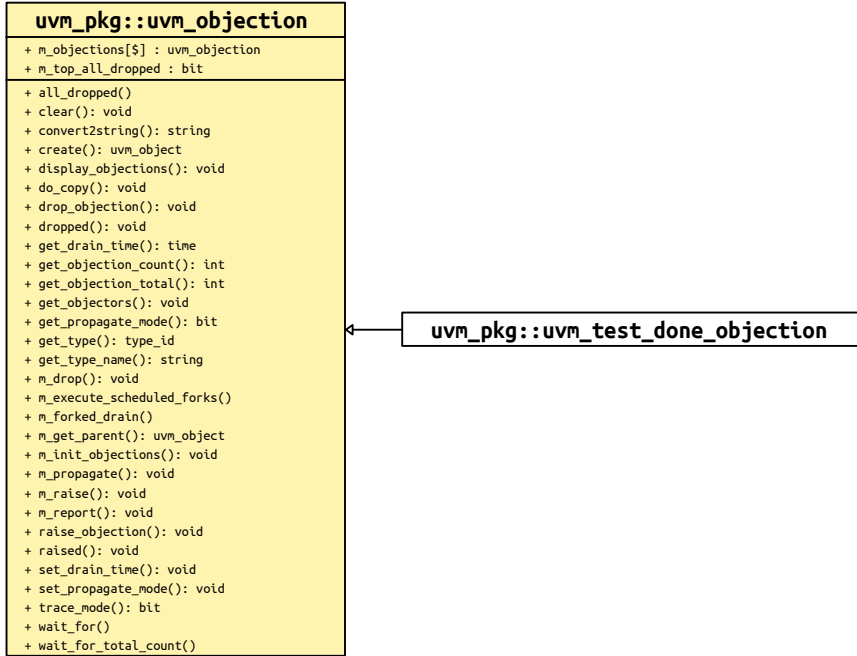 uvm_pkg::uvm_objection
+ m_objections[$] : uvm_objection
+ m_top_all_dropped : bit
+ all_dropped()
+ clear(): void
+ convert2string(): string
+ create(): uvm_object
+ display_objections(): void
+ do_copy(): void
+ drop_objection(): void
+ dropped(): void
+ get_drain_time(): time
+ get_objection_count(): int
+ get_objection_total(): int
+ get_objectors(): void
+ get_propagate_mode(): bit
+ get_type(): type_id
+ get_type_name(): string
+ m_drop(): void
+ m_execute_scheduled_forks()
+ m_forked_drain()
+ m_get_parent(): uvm_object
+ m_init_objections(): void
+ m_propagate(): void
+ m_raise(): void
+ m_report(): void
+ raise_objection(): void
+ raised(): void
+ set_drain_time(): void
+ set_propagate_mode(): void
+ trace_mode(): bit
+ wait_for()
+ wait_for_total_count()
uvm_pkg::uvm_test_done_objection